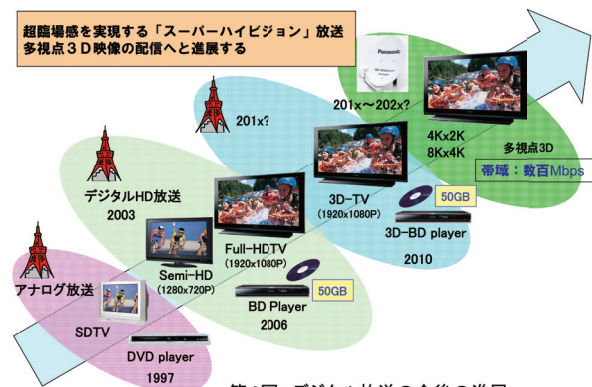 超臨場感を実現する「スーパーハイビジョン」放送
多視点3D映像の配信へと進展する
Panasonic
201x～202x?
4Kx2K
8Kx4K
多視点3D
帯域：数百Mbps
201x?
3D-TV
(1920x1080P)
50GB
3D-BD player
2010
デジタルHD放送
2003
Full-HDTV
(1920x1080P)
Semi-HD
(1280x720P)
50GB
BD Player
2006
アナログ放送
SDTV
DVD player
1997